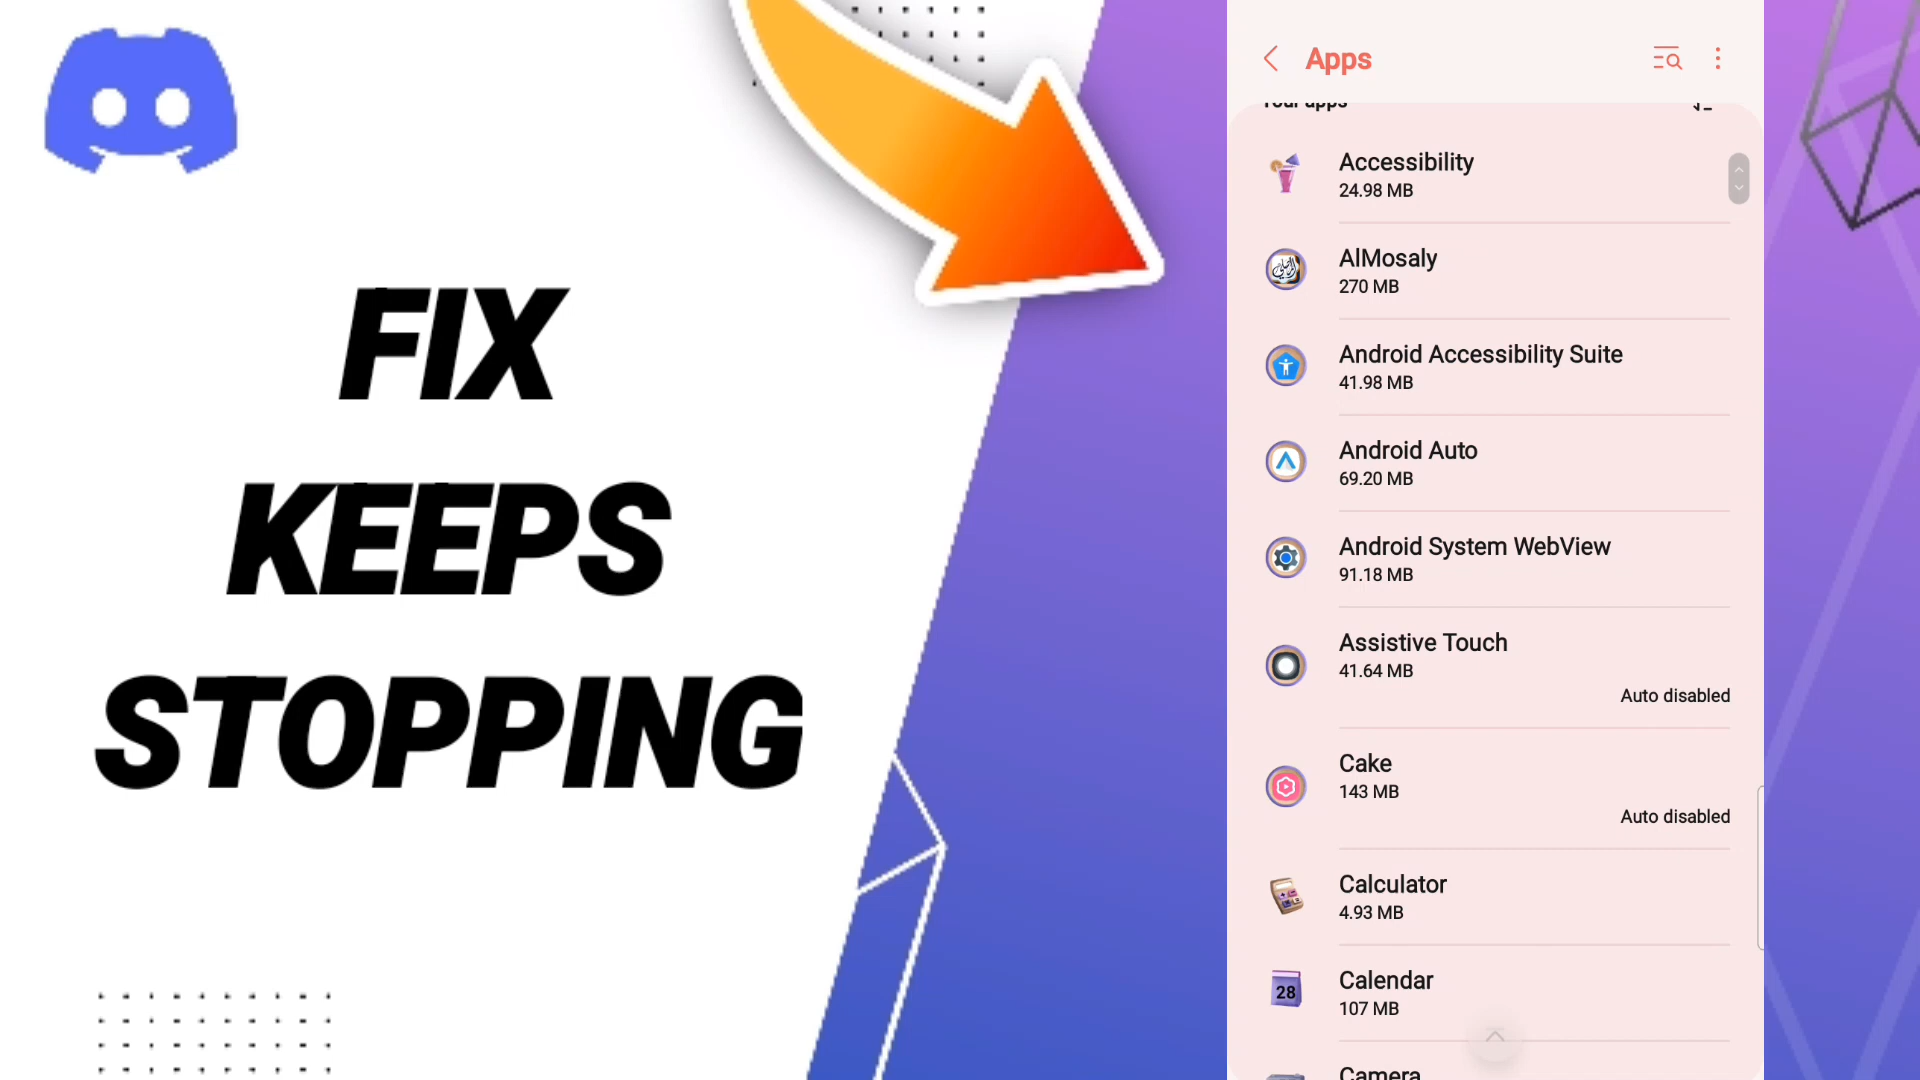 FIX
KEEPS
STOPPING
Apps
Your apps
Accessibility
24.98 MB
AlMosaly
270 MB
Android Accessibility Suite
41.98 MB
Android Auto
69.20 MB
Android System WebView
91.18 MB
Assistive Touch
41.64 MB
Auto disabled
Cake
143 MB
Auto disabled
Calculator
4.93 MB
28
Calendar
107 MB
Camera